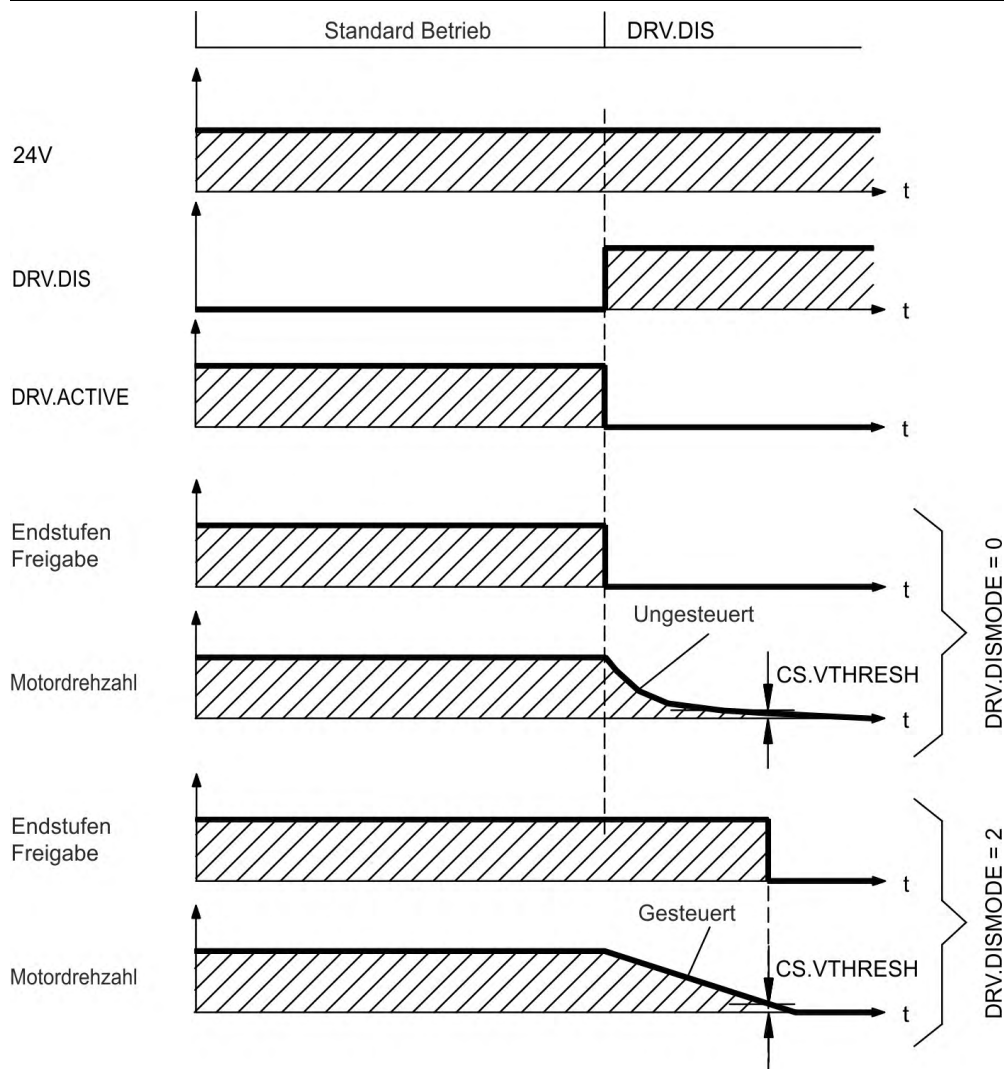 Standard Betrieb
DRV.DIS
24V
t
DRV.DIS
t
DRV.ACTIVE
t
Endstufen
Freigabe
t
Ungesteuert
Motordrehzahl
CS.VTHRESH
t
DRV.DISMODE = 0
Endstufen
Freigabe
t
Gesteuert
Motordrehzahl
CS.VTHRESH
t
DRV.DISMODE = 2